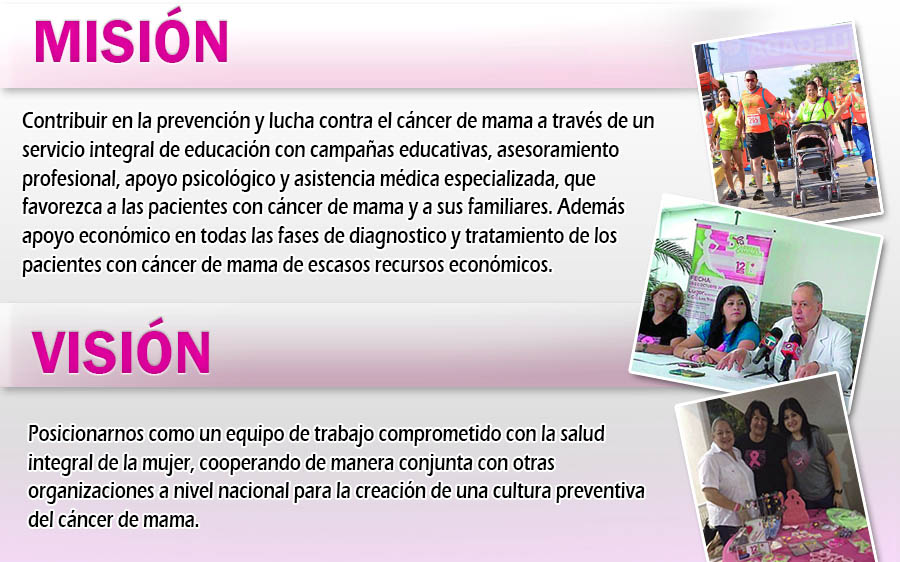 MISIÓN
Contribuir en la prevención y lucha contra el cáncer de mama a través de un
servicio integral de educación con campañas educativas, asesoramiento
profesional, apoyo psicológico y asistencia médica especializada, que
favorezca a las pacientes con cáncer de mama y a sus familiares. Además
apoyo económico en todas las fases de diagnostico y tratamiento de los
pacientes con cáncer de mama de escasos recursos económicos.
VISIÓN
Posicionarnos como un equipo de trabajo comprometido con la salud
integral de la mujer, cooperando de manera conjunta con otras
organizaciones a nivel nacional para la creación de una cultura preventiva
del cáncer de mama.
LLEGADA
FECHA:
Lugar:
12